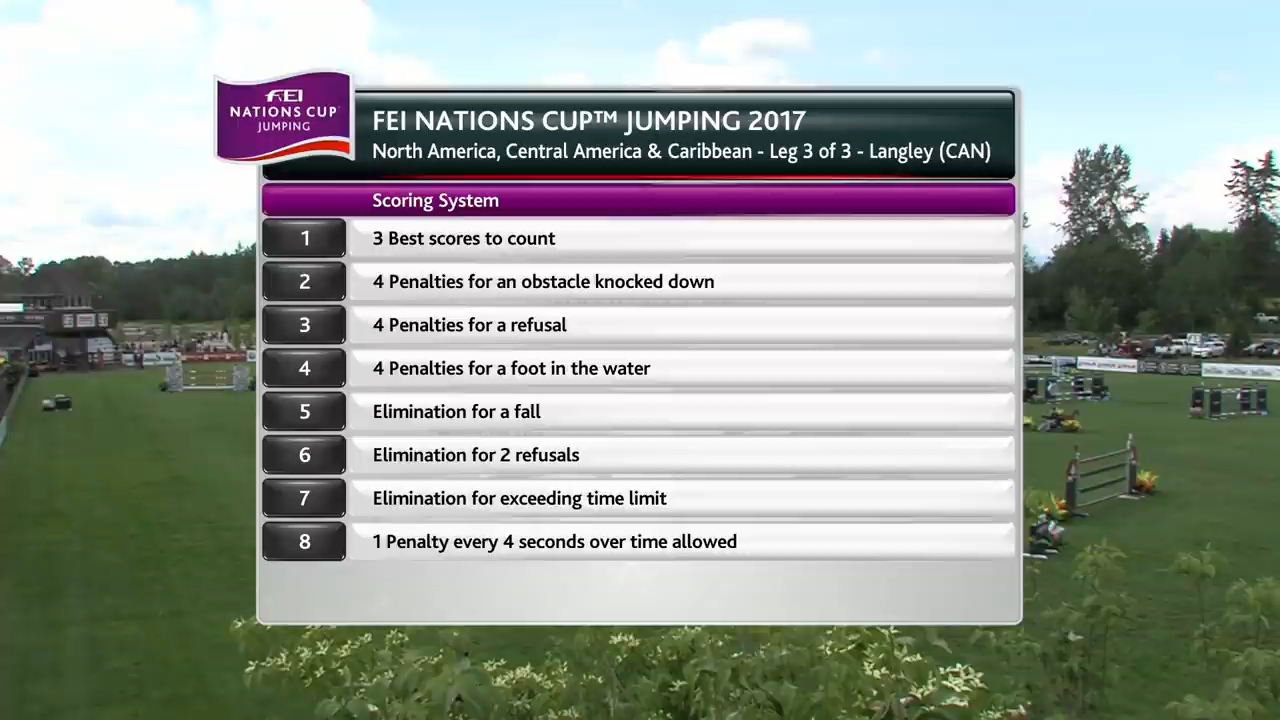 FEI
NATIONS CUP
JUMPING
FEI NATIONS CUP™ JUMPING 2017
North America, Central America & Caribbean - Leg 3 of 3 - Langley (CAN)
Scoring System
1 3 Best scores to count
2 4 Penalties for an obstacle knocked down
3 4 Penalties for a refusal
4 4 Penalties for a foot in the water
5 Elimination for a fall
6 Elimination for 2 refusals
7 Elimination for exceeding time limit
8 1 Penalty every 4 seconds over time allowed